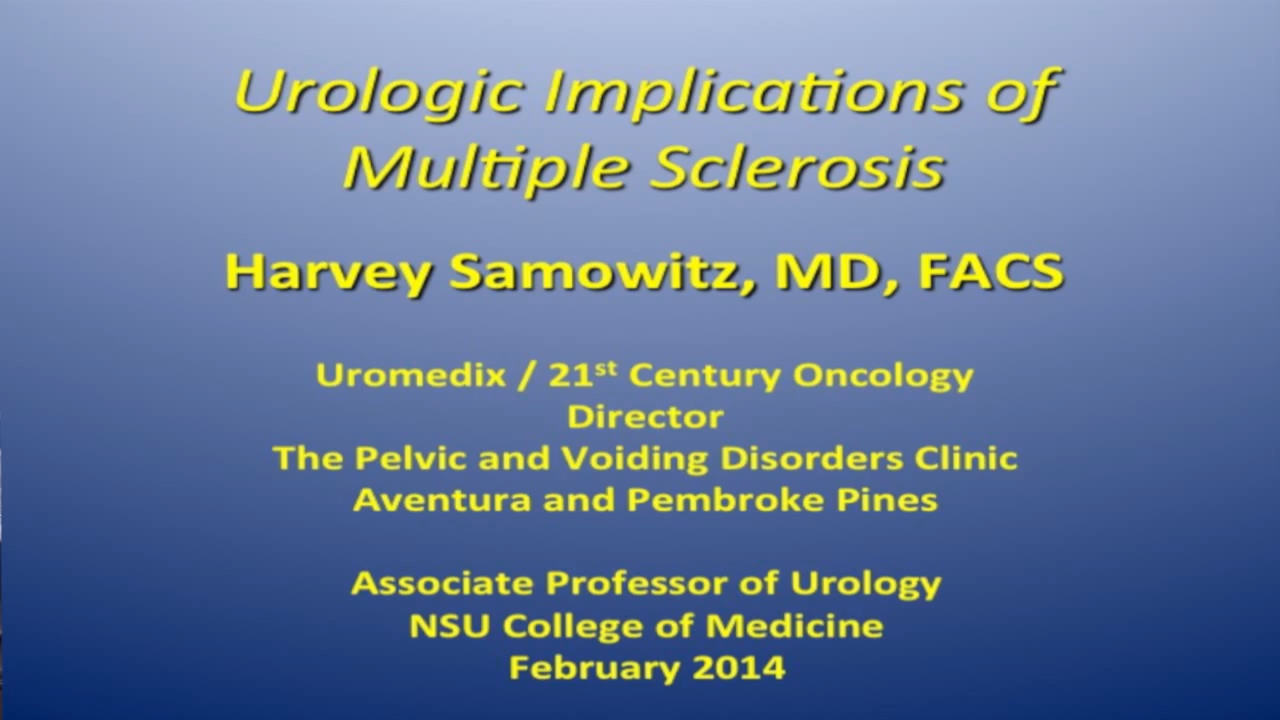 Urologic Implications of
Multiple Sclerosis
Harvey Samowitz, MD, FACS
Uromedix / 21st Century Oncology
Director
The Pelvic and Voiding Disorders Clinic
Aventura and Pembroke Pines
Associate Professor of Urology
NSU College of Medicine
February 2014